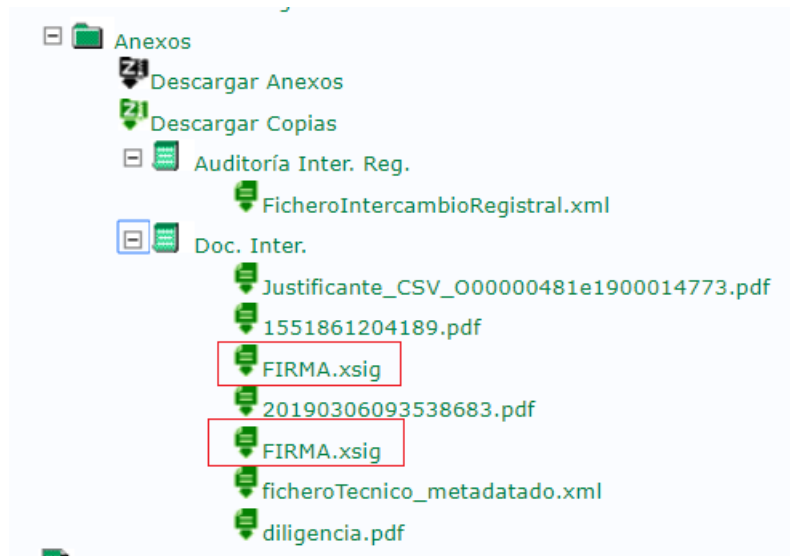 Anexos
Descargar Anexos
Descargar Copias
Auditoría Inter. Reg.
FicheroIntercambioRegistral.xml
Doc. Inter.
Justificante_CSV_O00000481e1900014773.pdf
1551861204189.pdf
FIRMA.xsig
20190306093538683.pdf
FIRMA.xsig
ficheroTecnico_metadatado.xml
diligencia.pdf